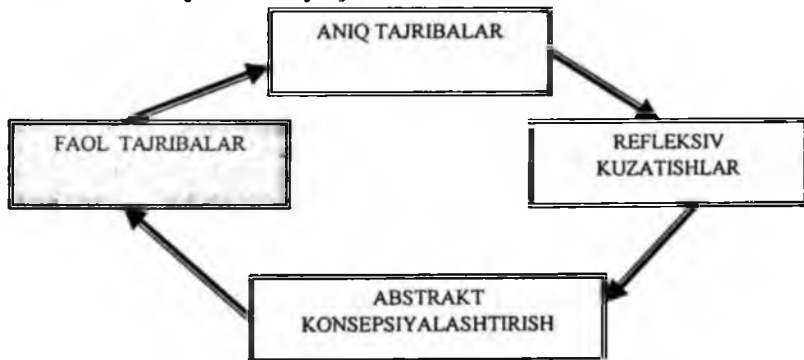 ANIQ TAJRIBALAR
FAOL TAJRIBALAR
REFLEKSIV
KUZATISHLAR
ABSTRAKT
KONSEPSIYALASHTIRISH